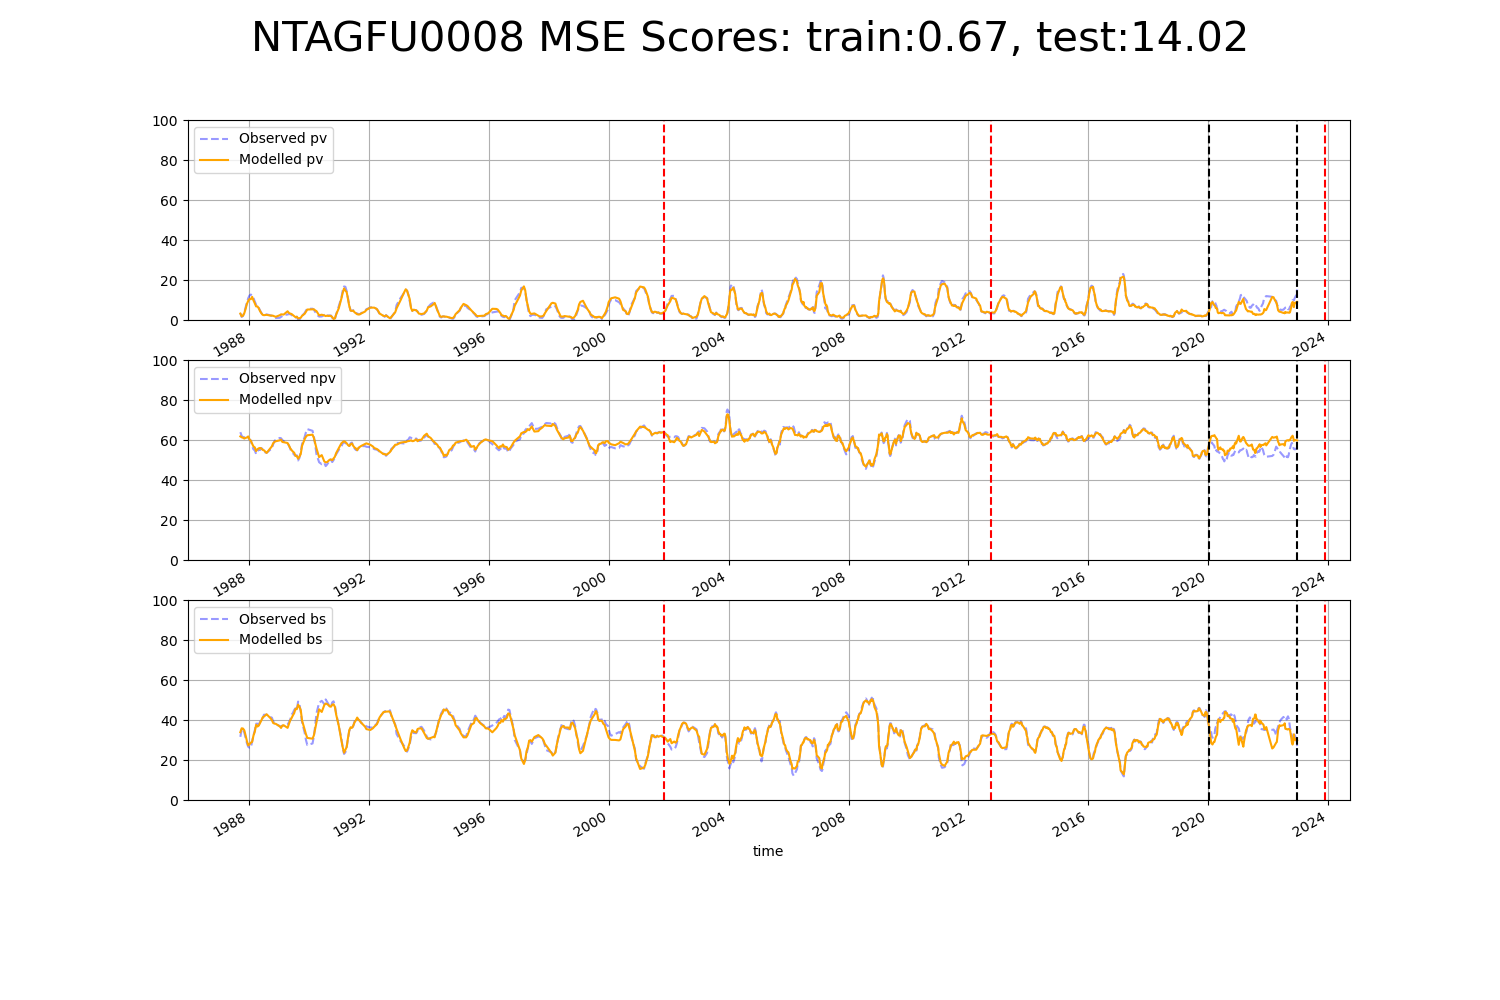 NTAGFU0008 MSE Scores: train:0.67, test:14.02
100
80
60
40
20
0
Observed pv
Modelled pv
1988 1992 1996 2000 2004 2008 2012 2016 2020 2024
100
80
60
40
20
0
Observed npv
Modelled npv
1988 1992 1996 2000 2004 2008 2012 2016 2020 2024
100
80
60
40
20
0
Observed bs
Modelled bs
1988 1992 1996 2000 2004 2008 2012 2016 2020 2024
time